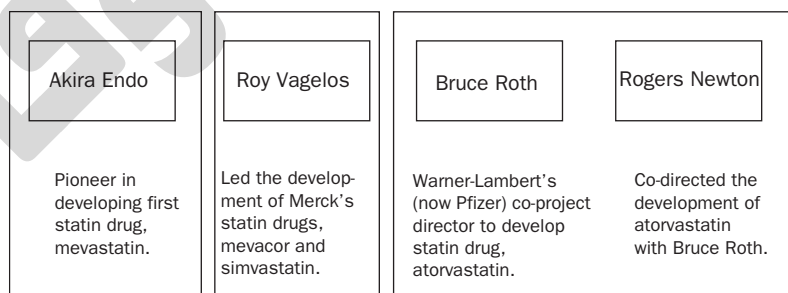 Akira Endo
Pioneer in
developing first
statin drug,
mevastatin.
Roy Vagelos
Led the develop-
ment of Merck's
statin drugs,
mevacor and
simvastatin.
Bruce Roth
Warner-Lambert's
(now Pfizer) co-project
director to develop
statin drug,
atorvastatin.
Rogers Newton
Co-directed the
development of
atorvastatin
with Bruce Roth.